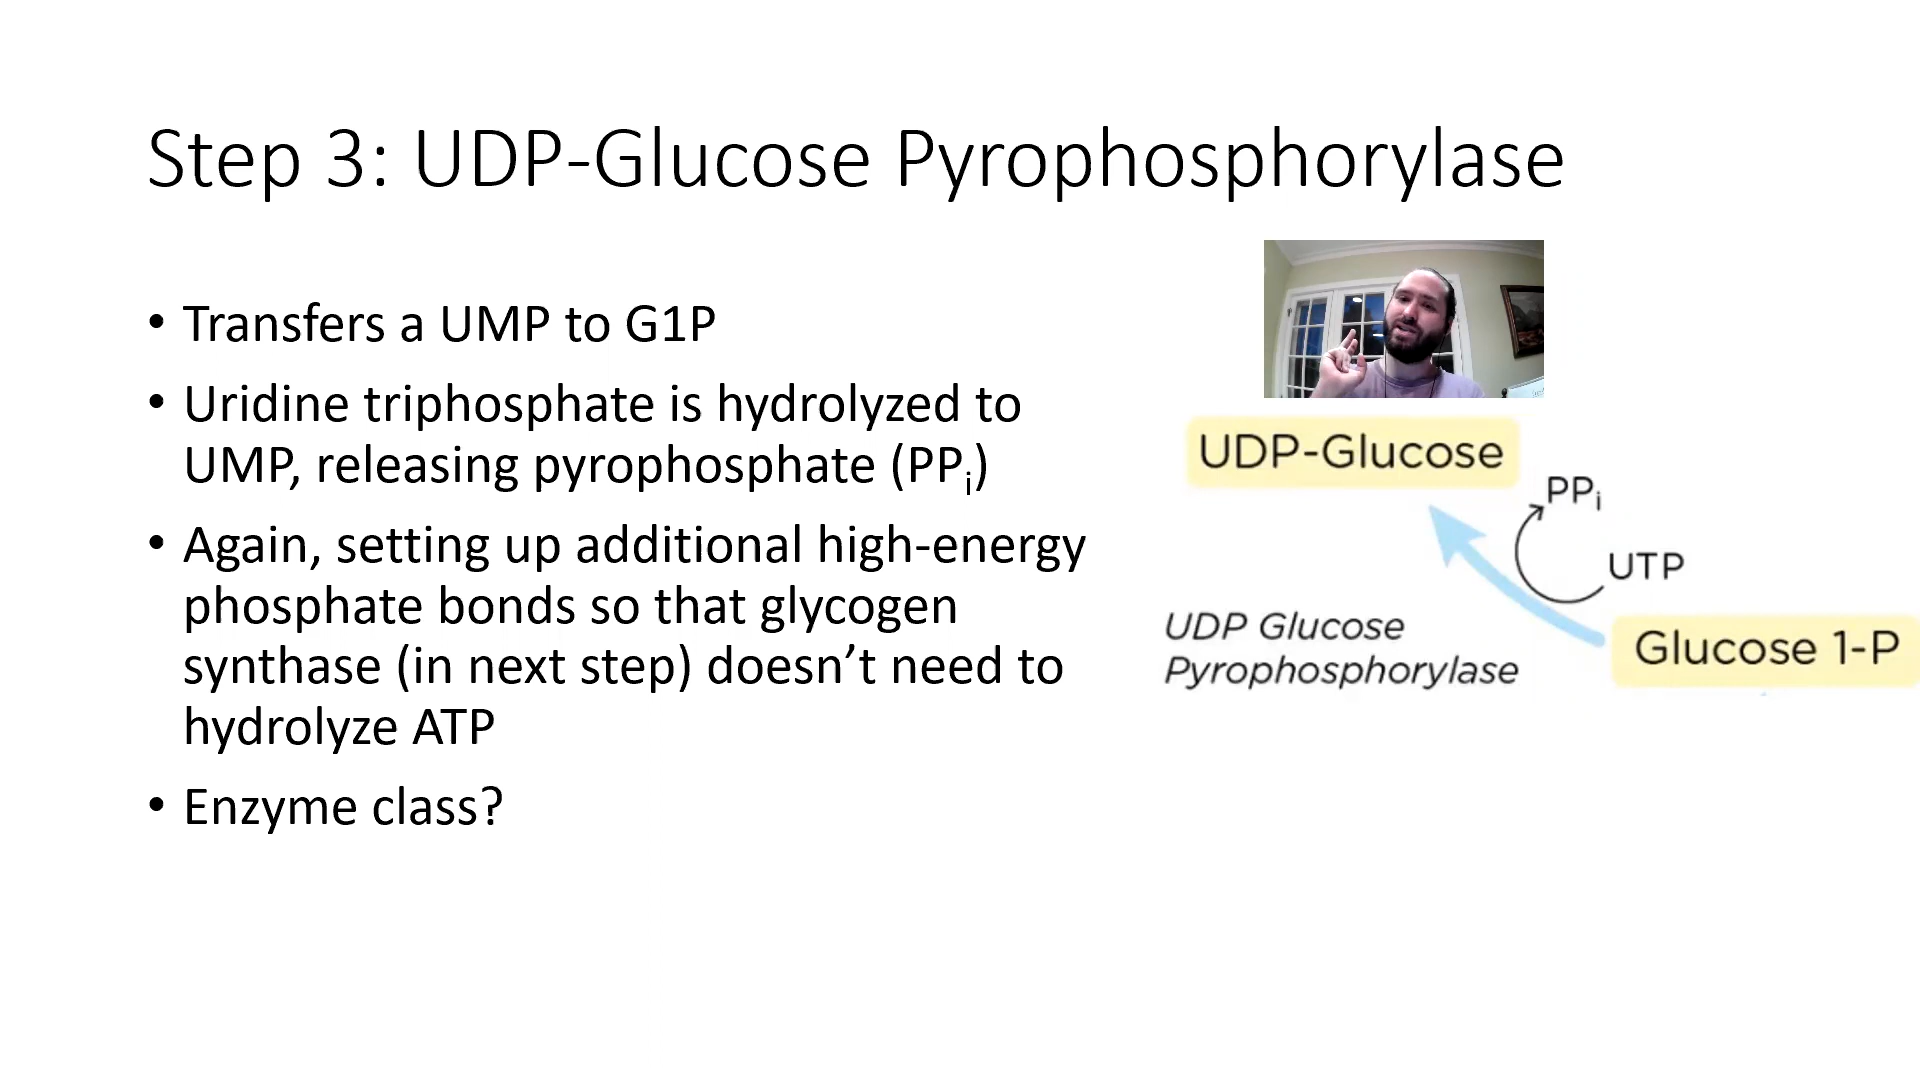 Step 3: UDP-Glucose Pyrophosphorylase
• Transfers a UMP to G1P
• Uridine triphosphate is hydrolyzed to
UMP, releasing pyrophosphate (PPi)
• Again, setting up additional high-energy
phosphate bonds so that glycogen
synthase (in next step) doesn’t need to
hydrolyze ATP
• Enzyme class?
UDP-Glucose
PPi
UTP
UDP Glucose
Pyrophosphorylase
Glucose 1-P